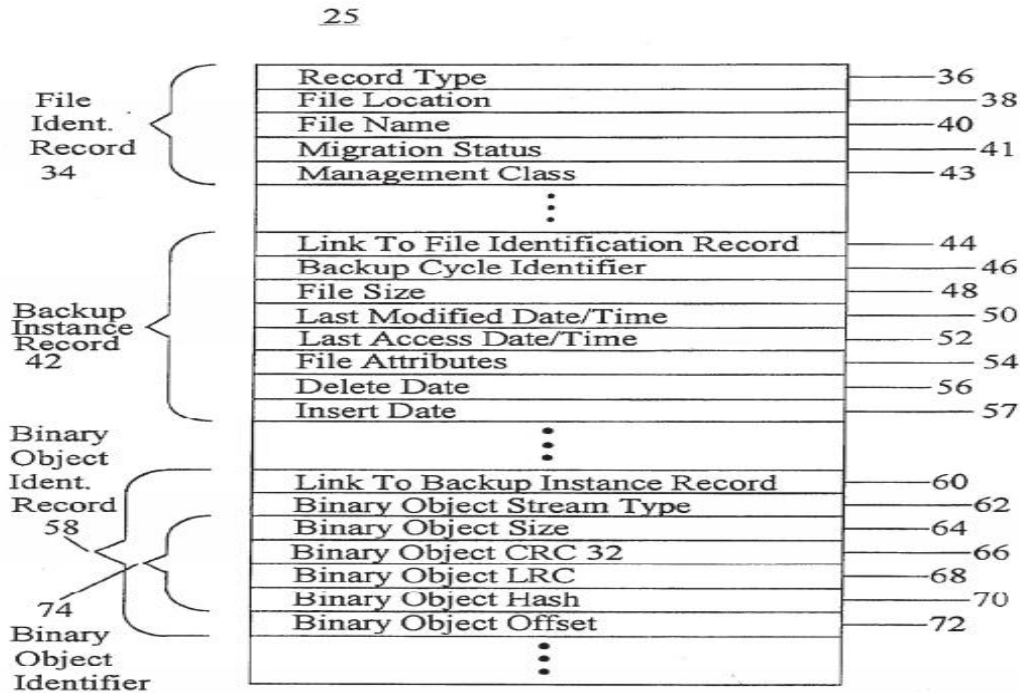 25
File
Ident.
Record
34
Record Type 36
File Location 38
File Name 40
Migration Status 41
Management Class 43
Backup
Instance
Record
42
Link To File Identification Record 44
Backup Cycle Identifier 46
File Size 48
Last Modified Date/Time 50
Last Access Date/Time 52
File Attributes 54
Delete Date 56
Insert Date 57
Binary
Object
Ident.
Record
58
Link To Backup Instance Record 60
Binary Object Stream Type 62
Binary Object Size 64
Binary Object CRC 32 66
Binary Object LRC 68
Binary Object Hash 70
Binary Object Offset 72
74
Binary
Object
Identifier